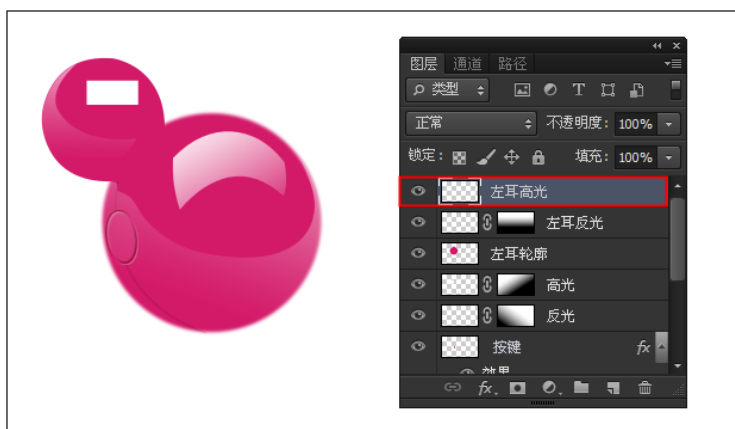 图层 通道 路径
类型 T
正常 不透明度: 100%
锁定: 填充: 100%
左耳高光
左耳反光
左耳轮廓
高光
反光
按键 fx
效果
fx.